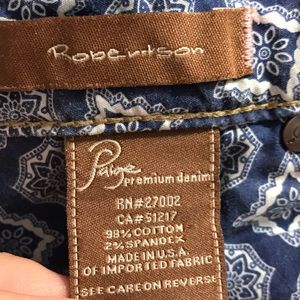 Robertson
Paige
premium denim
RN#27002
CA#51217
98% COTTON
2% SPANDEX
MADE IN U.S.A.
OF IMPORTED FABRIC
SEE CARE ON REVERSE